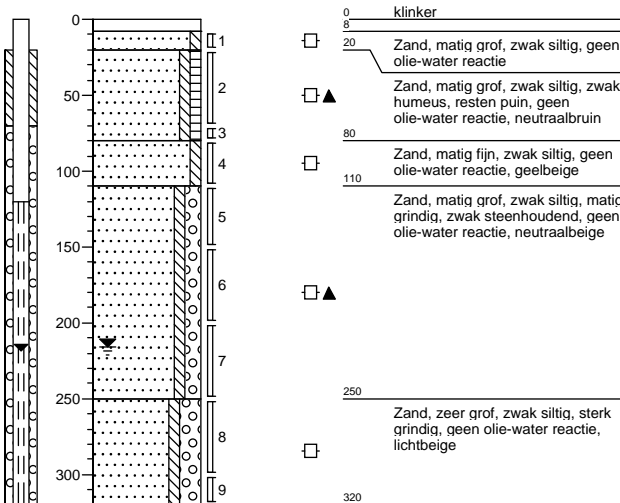 0
50
100
150
200
250
300
1
2
3
4
5
6
7
8
9
0
klinker
8
Zand, matig grof, zwak siltig, geen
olie-water reactie
20
Zand, matig grof, zwak siltig, zwak
humeus, resten puin, geen
olie-water reactie, neutraalbruin
80
Zand, matig fijn, zwak siltig, geen
olie-water reactie, geelbeige
110
Zand, matig grof, zwak siltig, matig
grindig, zwak steenhoudend, geen
olie-water reactie, neutraalbeige
250
Zand, zeer grof, zwak siltig, sterk
grindig, geen olie-water reactie,
lichtbeige
320